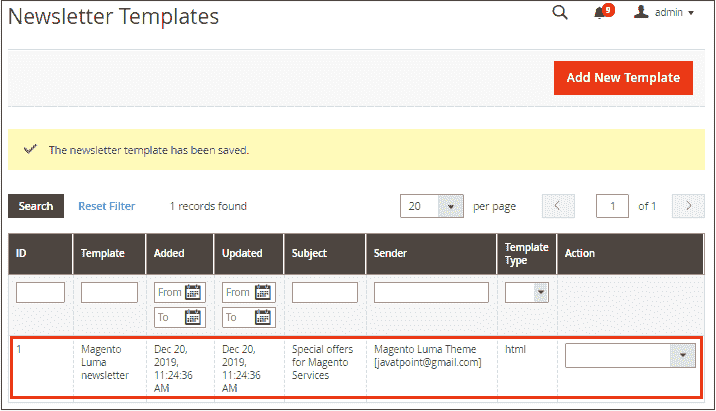 Newsletter Templates
9
admin
Add New Template
The newsletter template has been saved.
Search Reset Filter 1 records found 20 per page 1 of 1
ID Template Added Updated Subject Sender Template Type Action
From From
To To
1 Magento Dec 20, Dec 20, Special offers Magento Luma Theme html
Luma 2019, 2019, for Magento [javatpoint@gmail.com]
newsletter 11:24:36 11:24:36 Services
AM AM